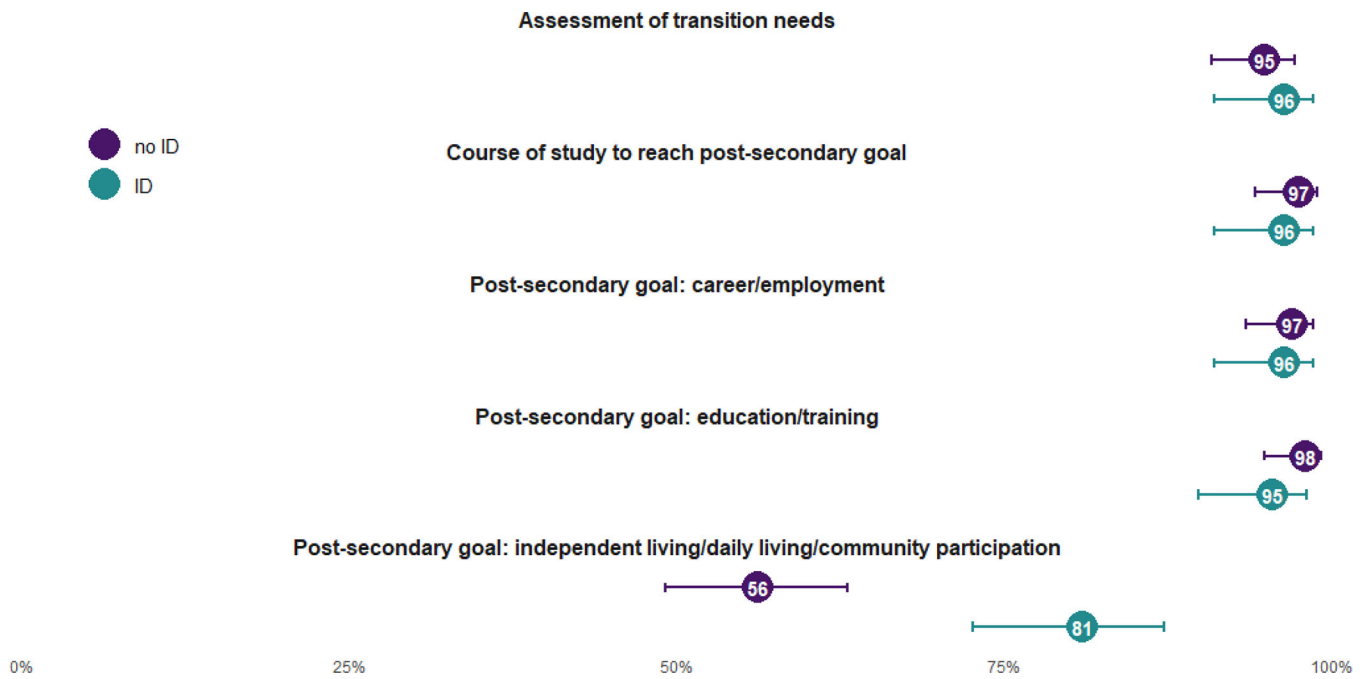 Assessment of transition needs
95
96
no ID
ID
Course of study to reach post-secondary goal
97
96
Post-secondary goal: career/employment
97
96
Post-secondary goal: education/training
98
95
Post-secondary goal: independent living/daily living/community participation
56
81
0% 25% 50% 75% 100%